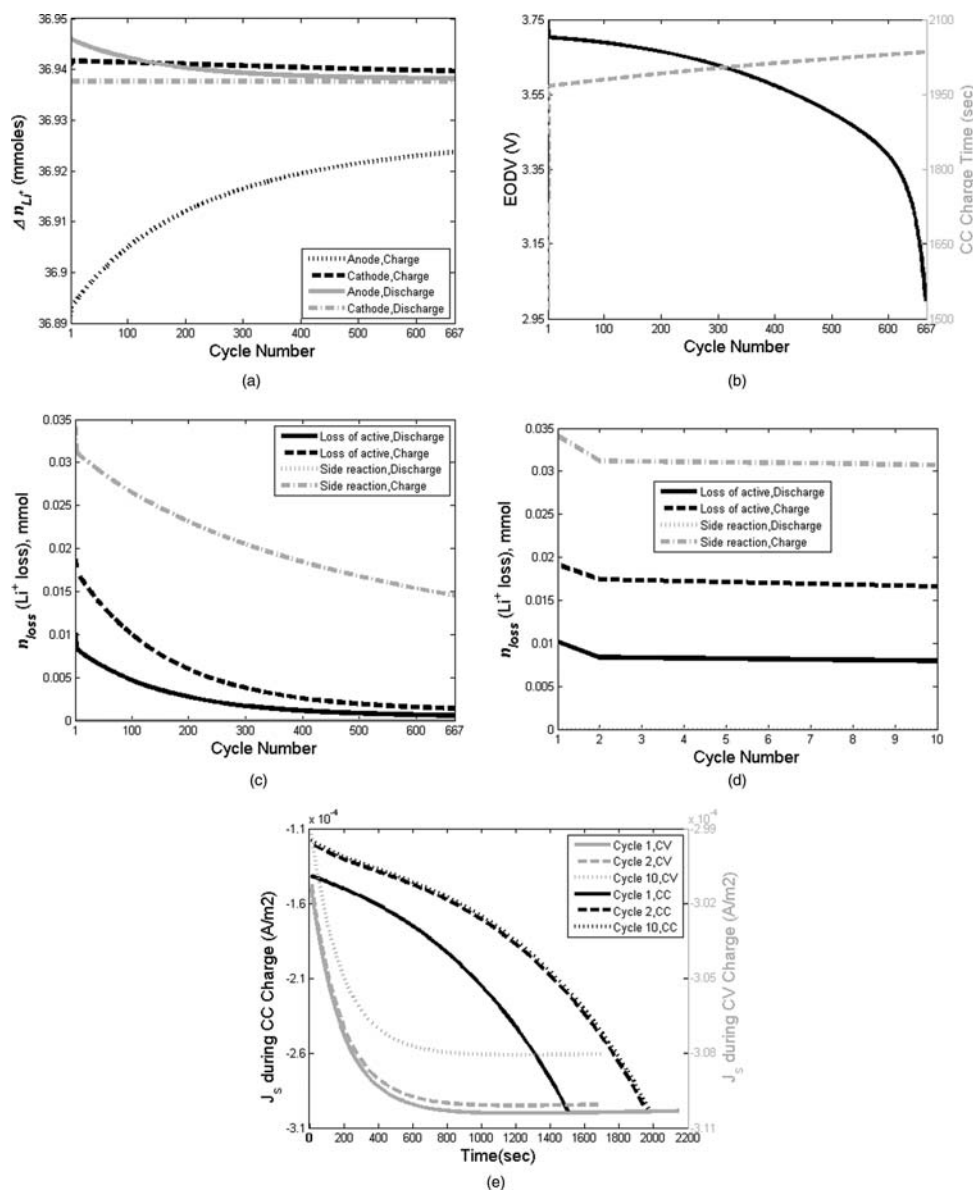 36.95
36.94
36.93
36.92
36.91
36.9
36.89
Δ n_Li+ (mmoles)
Anode,Charge
Cathode,Charge
Anode,Discharge
Cathode,Discharge
1 100 200 300 400 500 600 667
Cycle Number
(a)
3.75
3.55
3.35
3.15
2.95
EODV (V)
2100
1950
1800
1650
1500
CC Charge Time (sec)
1 100 200 300 400 500 600 667
Cycle Number
(b)
0.035
0.03
0.025
0.02
0.015
0.01
0.005
0
n_loss (Li+ loss), mmol
Loss of active,Discharge
Loss of active,Charge
Side reaction,Discharge
Side reaction,Charge
1 100 200 300 400 500 600 667
Cycle Number
(c)
0.035
0.03
0.025
0.02
0.015
0.01
0.005
0
n_loss (Li+ loss), mmol
Loss of active,Discharge
Loss of active,Charge
Side reaction,Discharge
Side reaction,Charge
1 2 3 4 5 6 7 8 9 10
Cycle Number
(d)
x 10^-4
-1.1
-1.6
-2.1
-2.6
-3.1
J_s during CC Charge (A/m2)
x 10^-4
-2.99
-3.02
-3.05
-3.08
-3.11
J_s during CV Charge (A/m2)
Cycle 1,CV
Cycle 2,CV
Cycle 10,CV
Cycle 1,CC
Cycle 2,CC
Cycle 10,CC
0 200 400 600 800 1000 1200 1400 1600 1800 2000 2200
Time(sec)
(e)